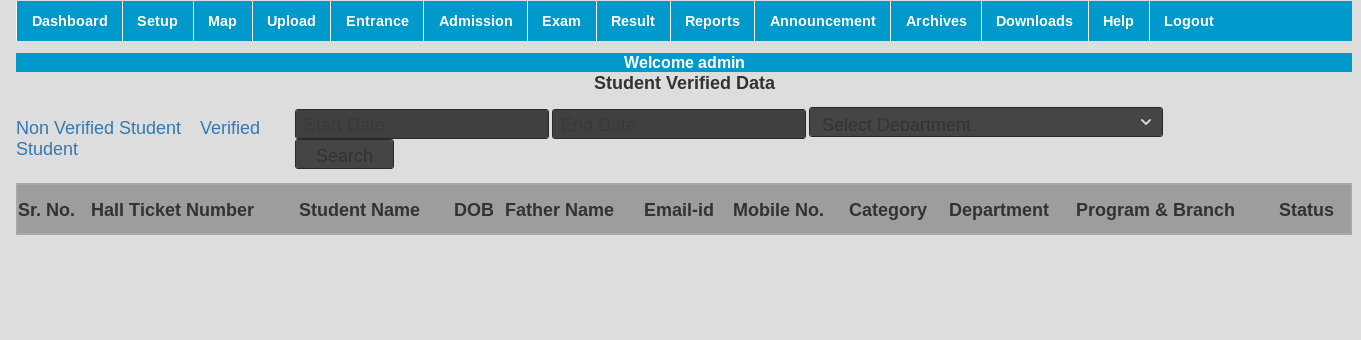 Dashboard Setup Map Upload Entrance Admission Exam Result Reports Announcement Archives Downloads Help Logout
Welcome admin
Student Verified Data
Non Verified Student Verified Student
Start Date End Date Select Department
Search
Sr. No. Hall Ticket Number Student Name DOB Father Name Email-id Mobile No. Category Department Program & Branch Status